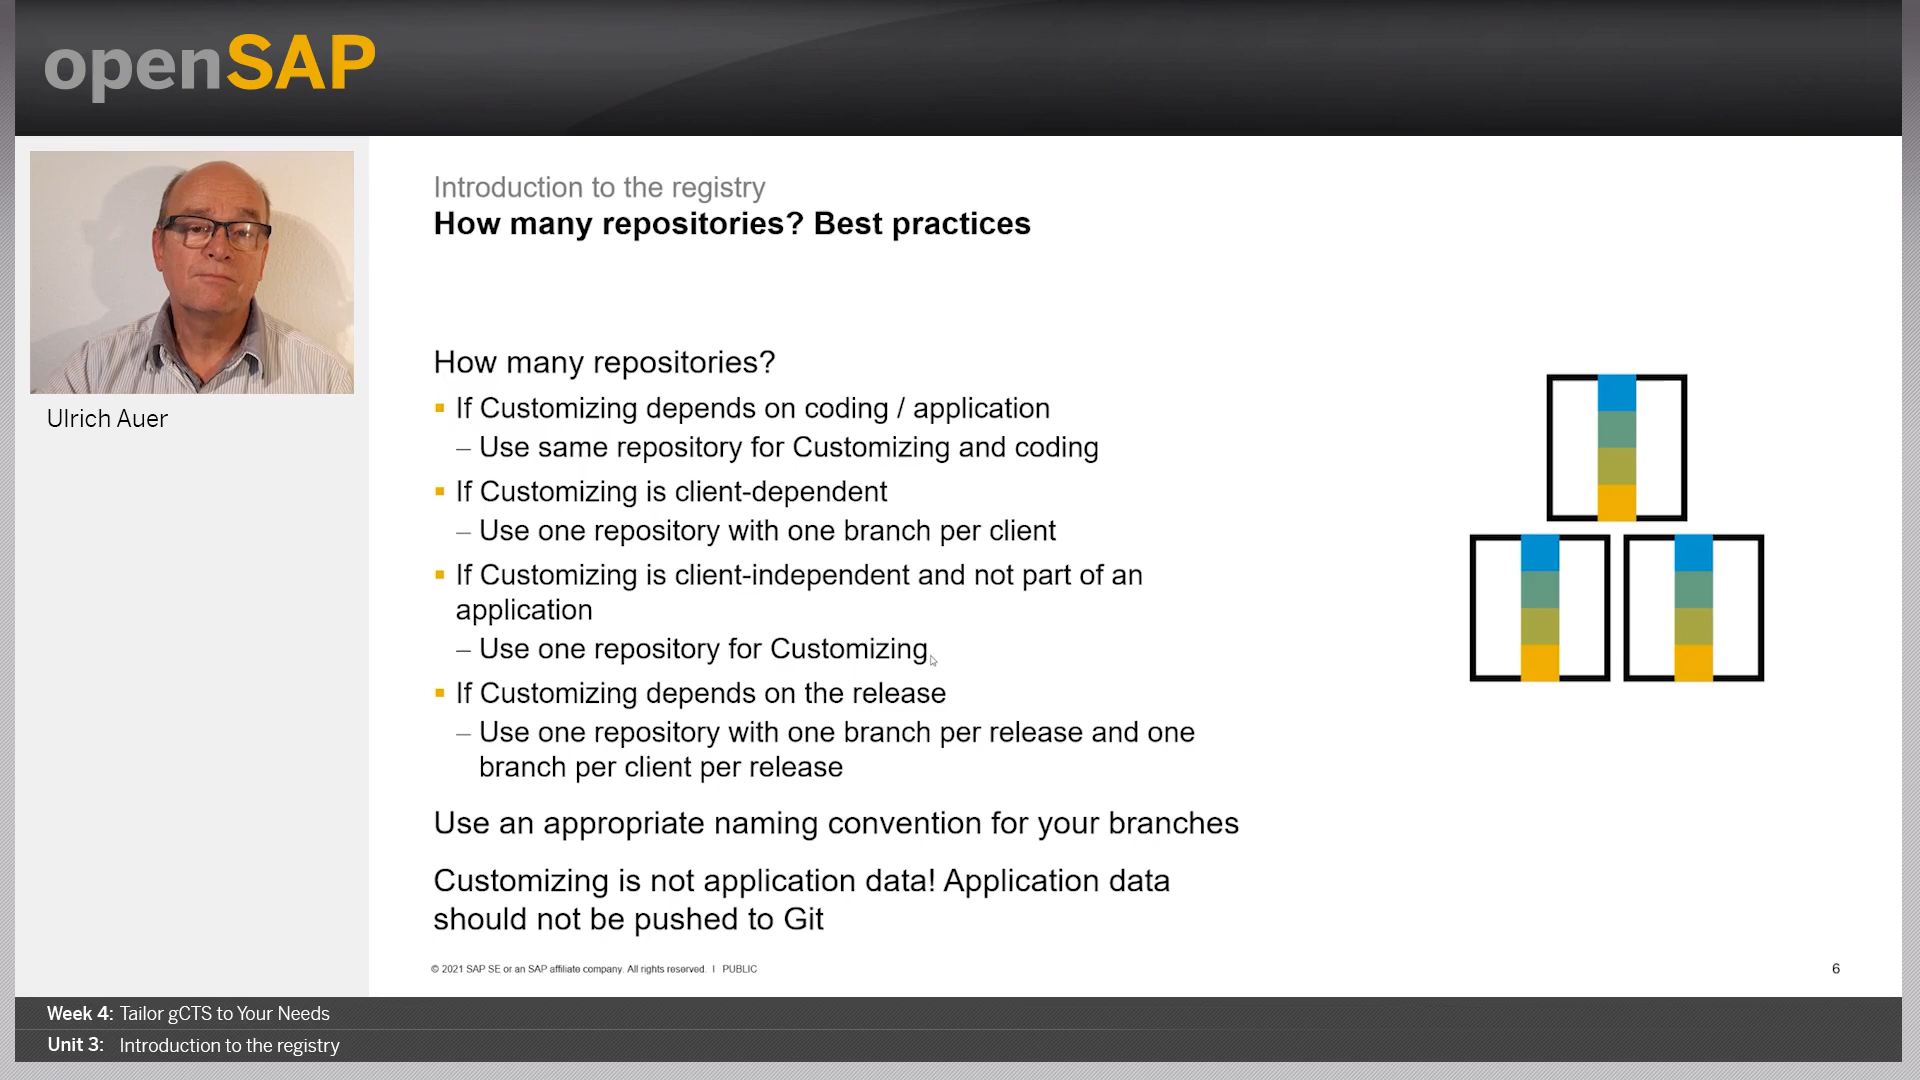 openSAP
Ulrich Auer
Introduction to the registry
How many repositories? Best practices
How many repositories?
▪ If Customizing depends on coding / application
– Use same repository for Customizing and coding
▪ If Customizing is client-dependent
– Use one repository with one branch per client
▪ If Customizing is client-independent and not part of an
application
– Use one repository for Customizing
▪ If Customizing depends on the release
– Use one repository with one branch per release and one
branch per client per release
Use an appropriate naming convention for your branches
Customizing is not application data! Application data
should not be pushed to Git
© 2021 SAP SE or an SAP affiliate company. All rights reserved. I PUBLIC
6
Week 4: Tailor gCTS to Your Needs
Unit 3: Introduction to the registry